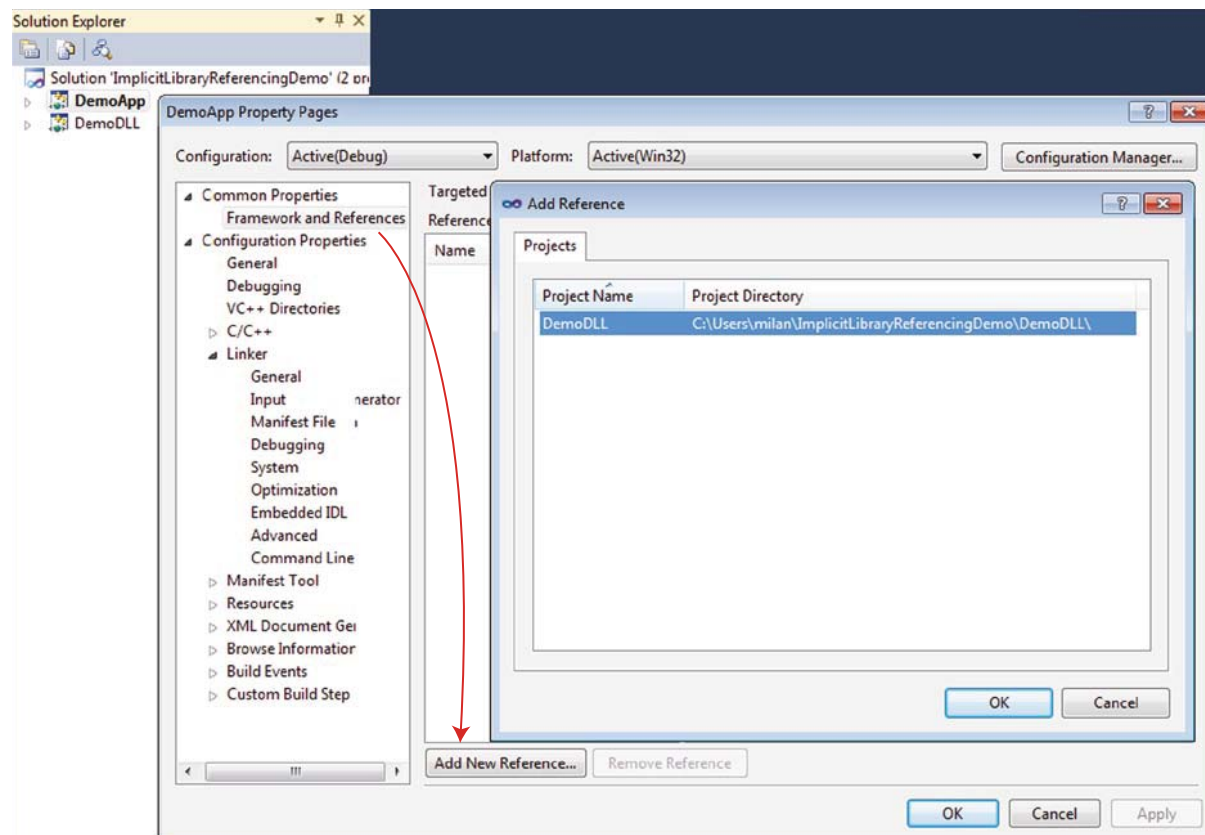 Solution Explorer
Solution 'ImplicitLibraryReferencingDemo' (2
DemoApp
DemoDLL
DemoApp Property Pages
Configuration: Active(Debug) Platform: Active(Win32) Configuration Manager...
Common Properties
Framework and References
Configuration Properties
General
Debugging
VC++ Directories
C/C++
Linker
General
Input nerator
Manifest File
Debugging
System
Optimization
Embedded IDL
Advanced
Command Line
Manifest Tool
Resources
XML Document Ge
Browse Information
Build Events
Custom Build Step
Targeted
Reference
Name
Add Reference
Projects
Project Name Project Directory
DemoDLL C:\Users\milan\ImplicitLibraryReferencingDemo\DemoDLL\
OK Cancel
Add New Reference... Remove Reference
OK Cancel Apply